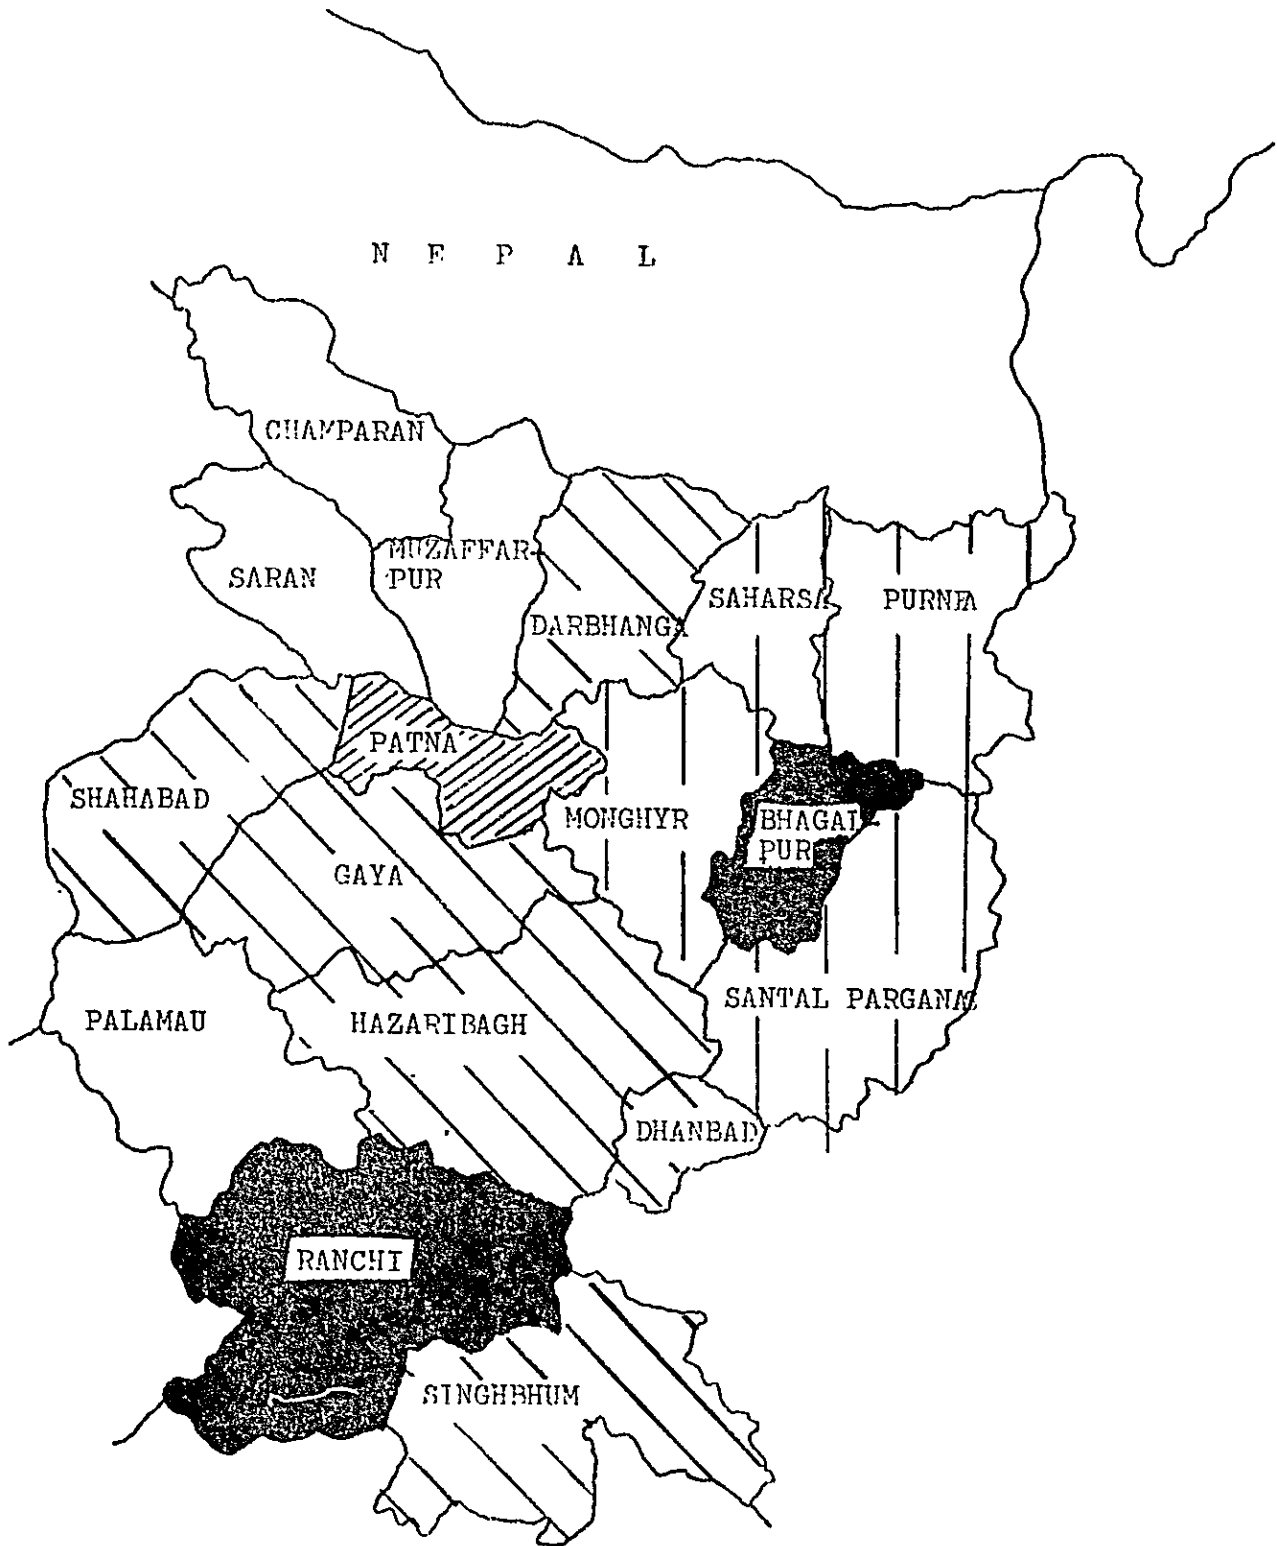 N E P A L
CHAMPARAN
MUZAFFAR-
PUR
SARAN
SAHARSA
PURNEA
DARBHANGA
PATNA
SHAHABAD
MONGHYR
BHAGAL-
PUR
GAYA
SANTAL PARGANAS
PALAMAU
HAZARIBAGH
DHANBAD
RANCHI
SINGHBHUM